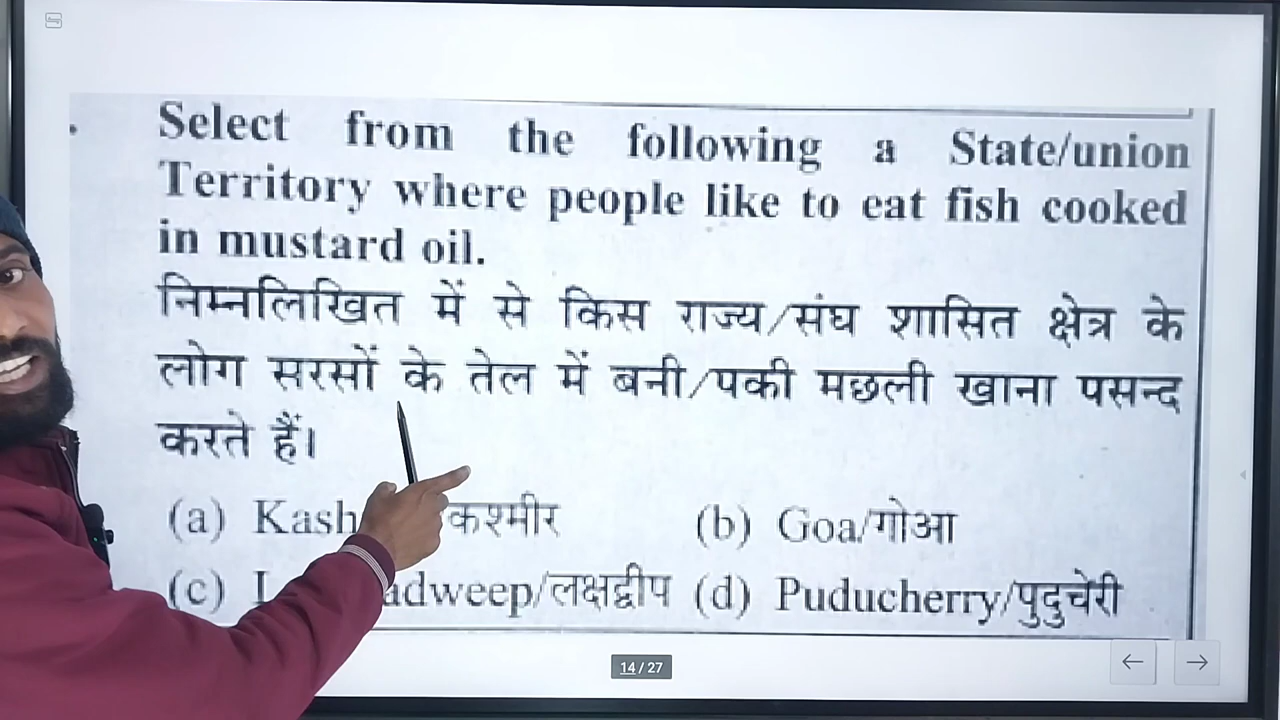 Select from the following a State/union
Territory where people like to eat fish cooked
in mustard oil.
निम्नलिखित में से किस राज्य/संघ शासित क्षेत्र के
लोग सरसों के तेल में बनी/पकी मछली खाना पसन्द
करते हैं।
(a) Kash कश्मीर (b) Goa/गोआ
(c) L adweep/लक्षद्वीप (d) Puducherry/पुदुचेरी
14 / 27